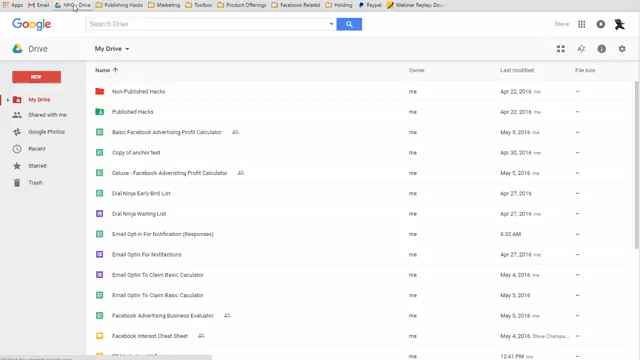 Apps Email NHQ - Drive Publishing Hacks Marketing Toolbox Product Offerings Facebook Related Holding Paypal Webinar Replay:
Google Search Drive Steve
Drive My Drive
NEW
Name Owner Last modified File size
My Drive
Shared with me
Google Photos
Recent
Starred
Trash
Non-Published Hacks me Apr 22, 2016 me –
Published Hacks me Apr 22, 2016 me –
Basic Facebook Advertising Profit Calculator me May 5, 2016 me –
Copy of anchor test me Apr 30, 2016 me –
Deluxe - Facebook Adveristing Profit Calculator me May 5, 2016 me –
Dial Ninja Early-Bird List me Apr 27, 2016 –
Dial Ninja Waiting List me Apr 27, 2016 me –
Email Opt-in For Notification (Responses) me 8:32 AM –
Email OptIn For Notifactions me Apr 27, 2016 me –
Email OptIn To Claim Basic Caculator me May 4, 2016 me –
Email OptIn To Claim Basic Caculator me May 5, 2016 –
Facebook Advertising Business Evaluator me May 5, 2016 me –
Facebook Interest Cheat Sheet me May 4, 2016 –
me 12:41 PM me –